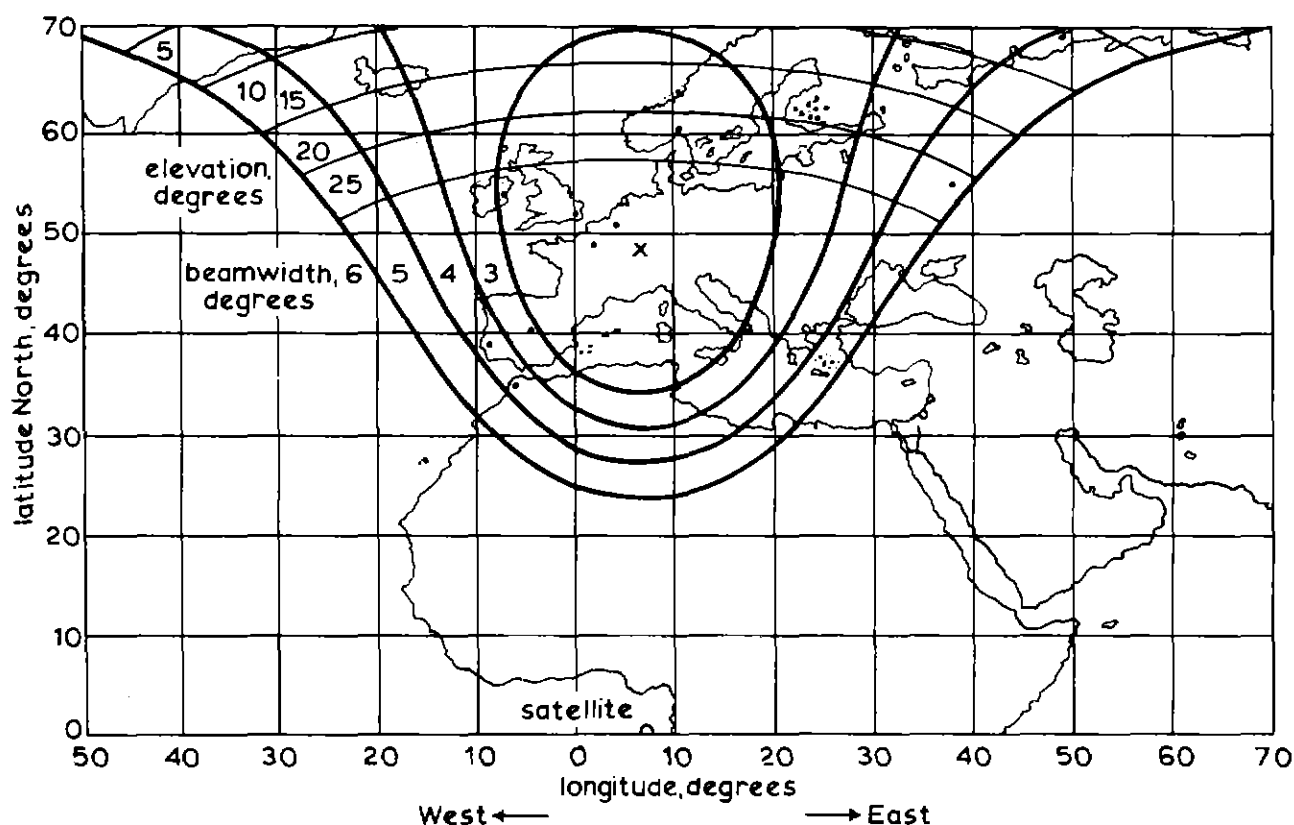 70
5
10 15
60
20
elevation, degrees
25
50
beamwidth, 6 5 4 3
degrees
x
40
30
20
10
satellite
0
50 40 30 20 10 0 10 20 30 40 50 60 70
longitude, degrees
West East
latitude North, degrees